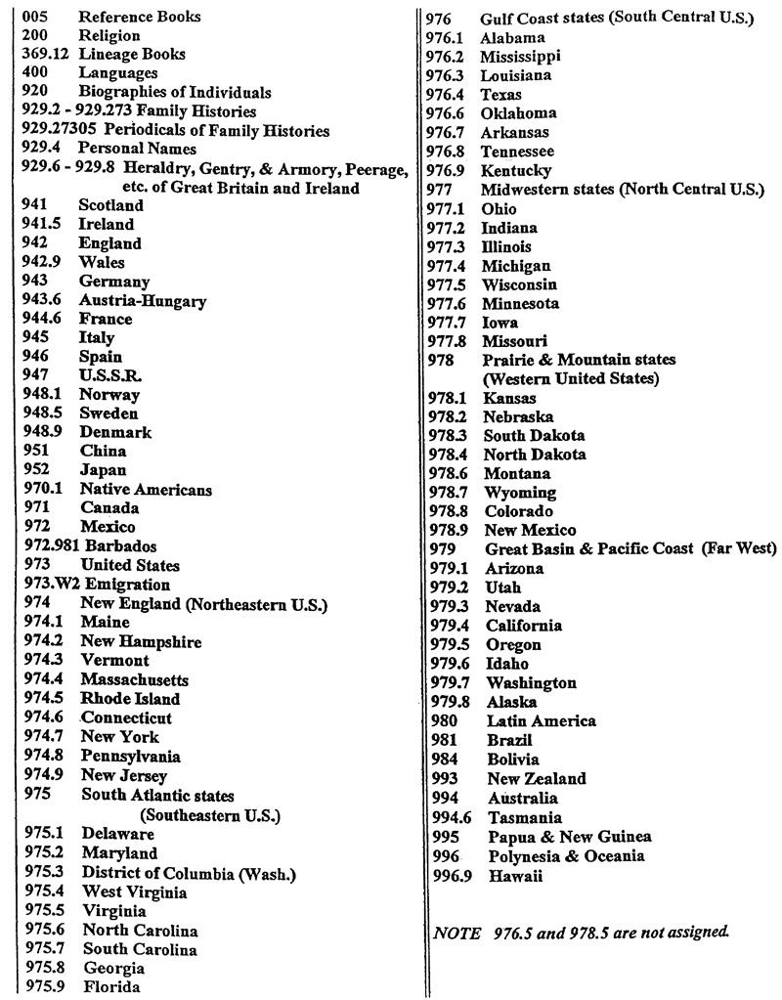 005 Reference Books
200 Religion
369.12 Lineage Books
400 Languages
920 Biographies of Individuals
929.2 - 929.273 Family Histories
929.27305 Periodicals of Family Histories
929.4 Personal Names
929.6 - 929.8 Heraldry, Gentry, & Armory, Peerage,
etc. of Great Britain and Ireland
941 Scotland
941.5 Ireland
942 England
942.9 Wales
943 Germany
943.6 Austria-Hungary
944.6 France
945 Italy
946 Spain
947 U.S.S.R.
948.1 Norway
948.5 Sweden
948.9 Denmark
951 China
952 Japan
970.1 Native Americans
971 Canada
972 Mexico
972.981 Barbados
973 United States
973.W2 Emigration
974 New England (Northeastern U.S.)
974.1 Maine
974.2 New Hampshire
974.3 Vermont
974.4 Massachusetts
974.5 Rhode Island
974.6 Connecticut
974.7 New York
974.8 Pennsylvania
974.9 New Jersey
975 South Atlantic states
(Southeastern U.S.)
975.1 Delaware
975.2 Maryland
975.3 District of Columbia (Wash.)
975.4 West Virginia
975.5 Virginia
975.6 North Carolina
975.7 South Carolina
975.8 Georgia
975.9 Florida
976 Gulf Coast states (South Central U.S.)
976.1 Alabama
976.2 Mississippi
976.3 Louisiana
976.4 Texas
976.6 Oklahoma
976.7 Arkansas
976.8 Tennessee
976.9 Kentucky
977 Midwestern states (North Central U.S.)
977.1 Ohio
977.2 Indiana
977.3 Illinois
977.4 Michigan
977.5 Wisconsin
977.6 Minnesota
977.7 Iowa
977.8 Missouri
978 Prairie & Mountain states
(Western United States)
978.1 Kansas
978.2 Nebraska
978.3 South Dakota
978.4 North Dakota
978.6 Montana
978.7 Wyoming
978.8 Colorado
978.9 New Mexico
979 Great Basin & Pacific Coast (Far West)
979.1 Arizona
979.2 Utah
979.3 Nevada
979.4 California
979.5 Oregon
979.6 Idaho
979.7 Washington
979.8 Alaska
980 Latin America
981 Brazil
984 Bolivia
993 New Zealand
994 Australia
994.6 Tasmania
995 Papua & New Guinea
996 Polynesia & Oceania
996.9 Hawaii
NOTE 976.5 and 978.5 are not assigned.